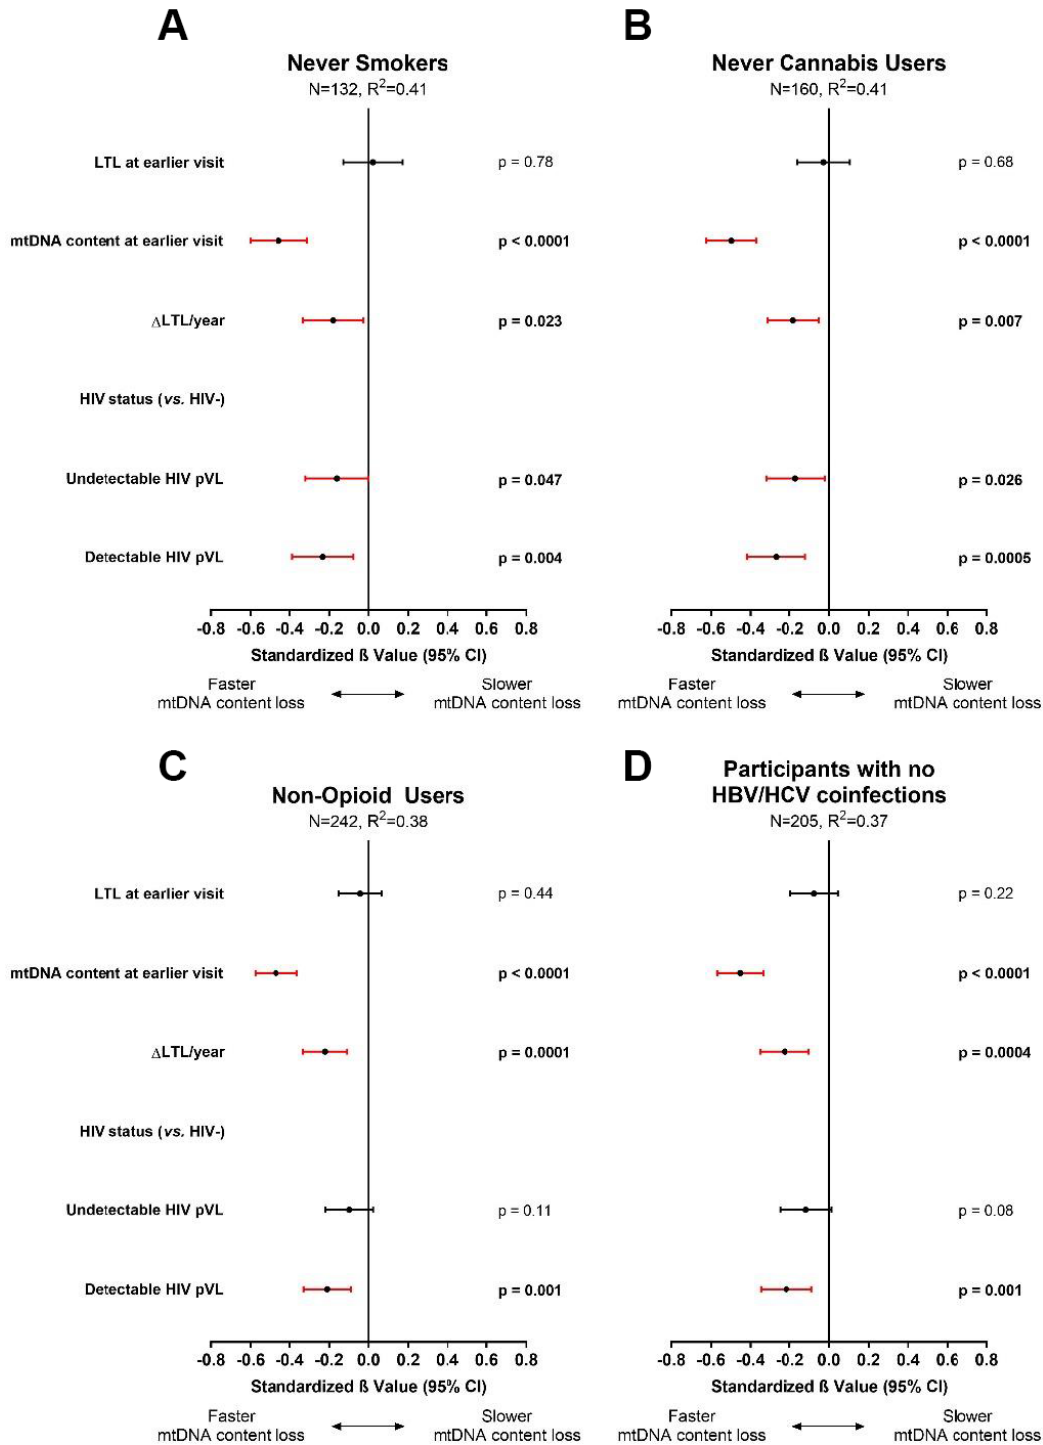 A
Never Smokers
N=132, R²=0.41
LTL at earlier visit
p = 0.78
mtDNA content at earlier visit
p < 0.0001
ΔLTL/year
p = 0.023
HIV status (vs. HIV-)
Undetectable HIV pVL
p = 0.047
Detectable HIV pVL
p = 0.004
-0.8 -0.6 -0.4 -0.2 0.0 0.2 0.4 0.6 0.8
Standardized ß Value (95% CI)
Faster
mtDNA content loss
Slower
mtDNA content loss
B
Never Cannabis Users
N=160, R²=0.41
p = 0.68
p < 0.0001
p = 0.007
p = 0.026
p = 0.0005
-0.8 -0.6 -0.4 -0.2 0.0 0.2 0.4 0.6 0.8
Standardized ß Value (95% CI)
Faster
mtDNA content loss
Slower
mtDNA content loss
C
Non-Opioid Users
N=242, R²=0.38
LTL at earlier visit
p = 0.44
mtDNA content at earlier visit
p < 0.0001
ΔLTL/year
p = 0.0001
HIV status (vs. HIV-)
Undetectable HIV pVL
p = 0.11
Detectable HIV pVL
p = 0.001
-0.8 -0.6 -0.4 -0.2 0.0 0.2 0.4 0.6 0.8
Standardized ß Value (95% CI)
Faster
mtDNA content loss
Slower
mtDNA content loss
D
Participants with no
HBV/HCV coinfections
N=205, R²=0.37
p = 0.22
p < 0.0001
p = 0.0004
p = 0.08
p = 0.001
-0.8 -0.6 -0.4 -0.2 0.0 0.2 0.4 0.6 0.8
Standardized ß Value (95% CI)
Faster
mtDNA content loss
Slower
mtDNA content loss